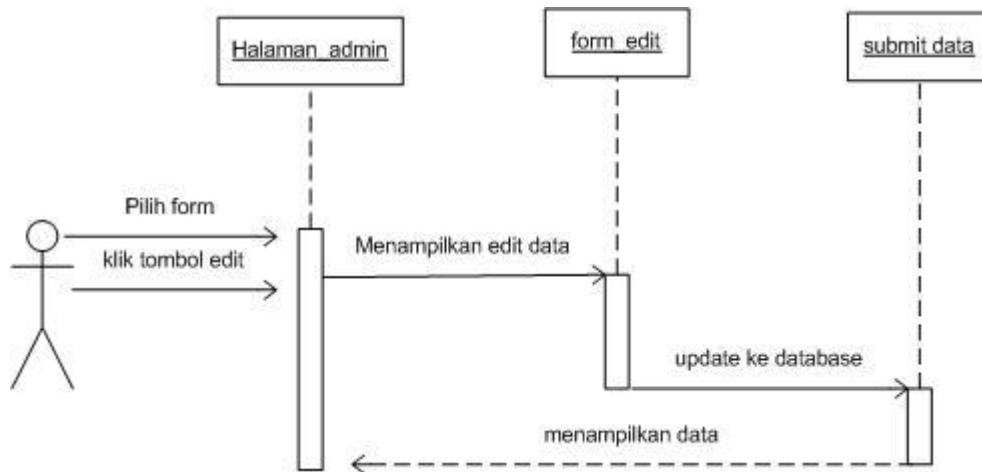 Halaman_admin
form_edit
submit data
Pilih form
klik tombol edit
Menampilkan edit data
update ke database
menampilkan data